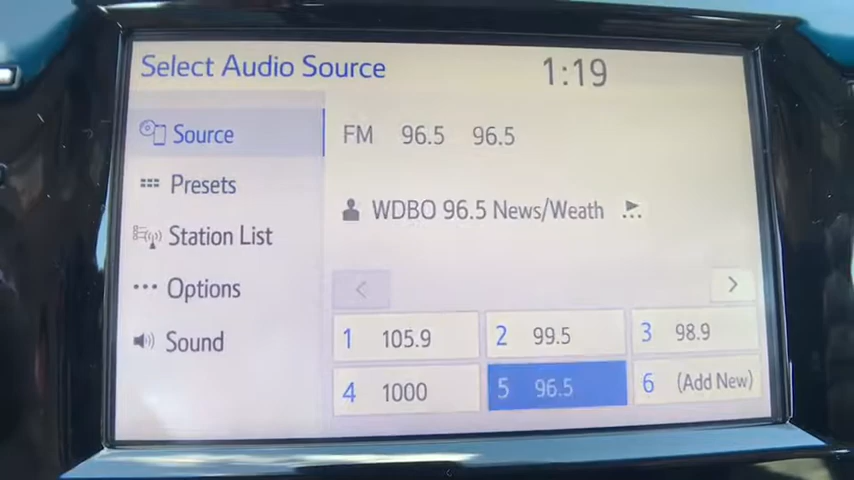 Select Audio Source 1:19
Source
FM 96.5 96.5
Presets
WDBO 96.5 News/Weath
Station List
Options
Sound
1 105.9 2 99.5 3 98.9
4 1000 5 96.5 6 (Add New)